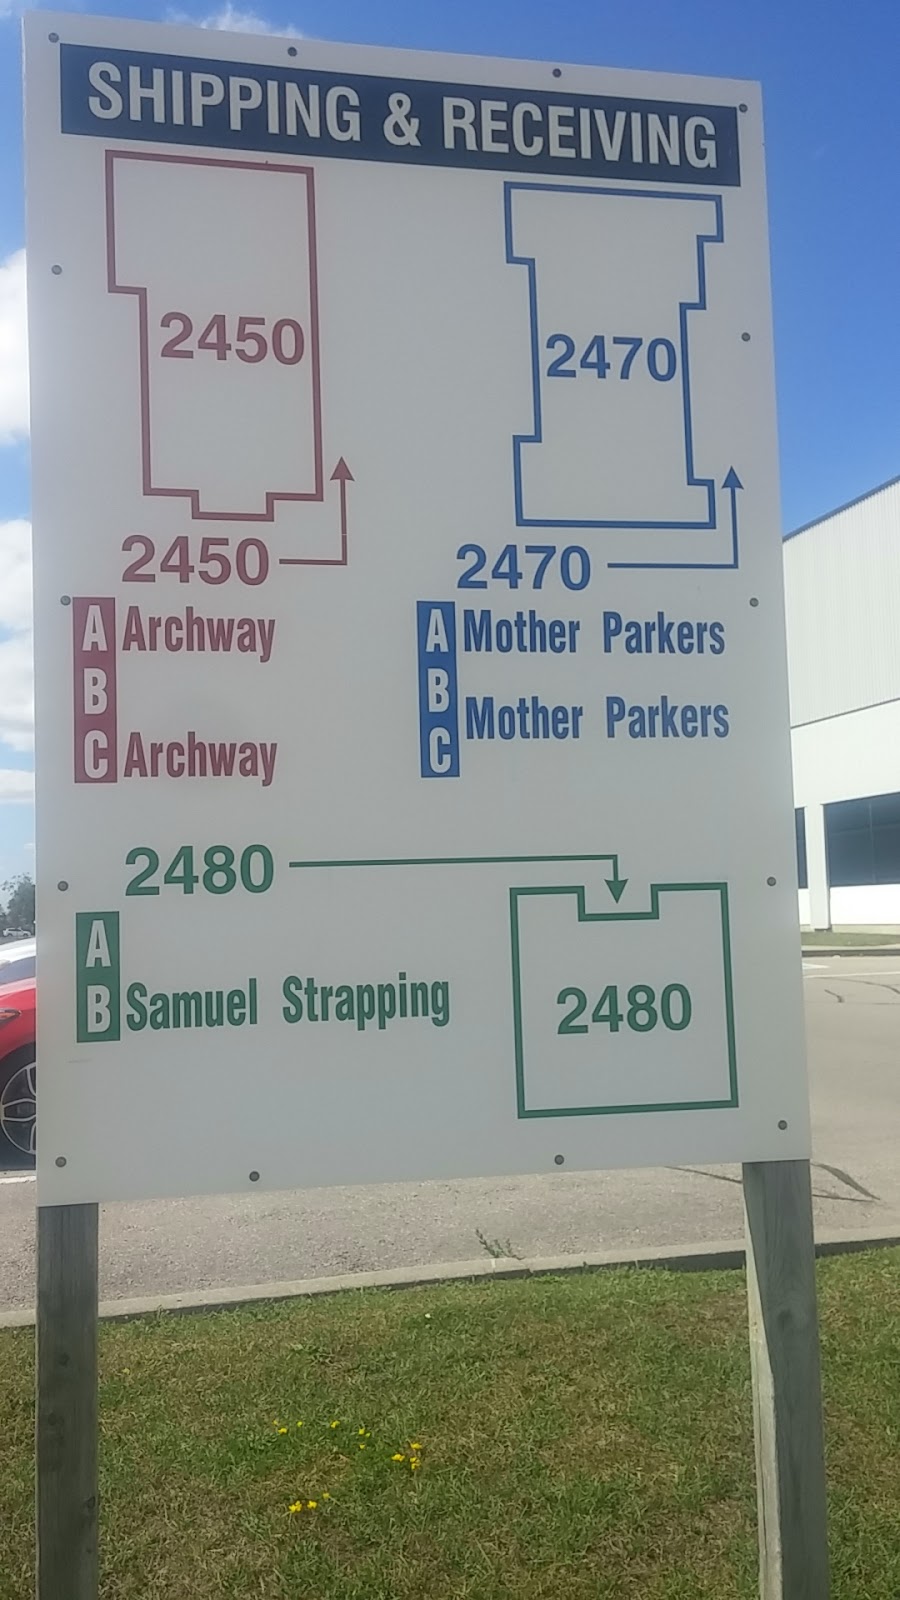 SHIPPING & RECEIVING
2450
2470
2450
A Archway
B
C Archway
2470
A Mother Parkers
B Mother Parkers
C
2480
A
B Samuel Strapping
2480